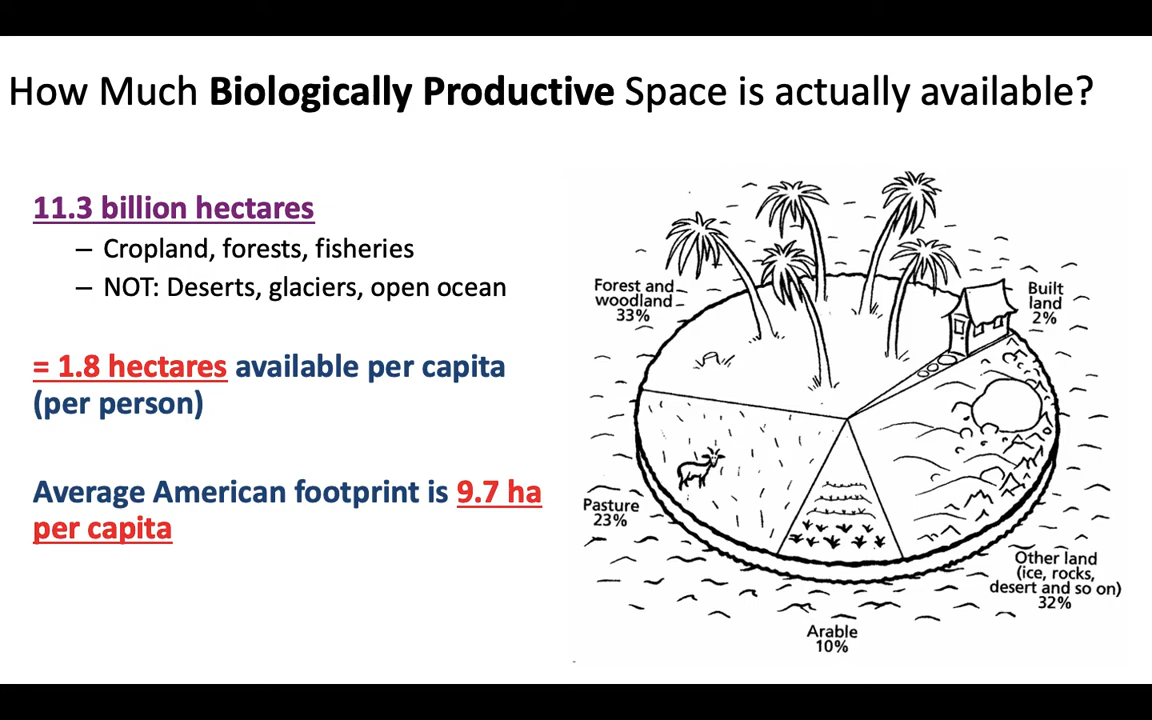 How Much Biologically Productive Space is actually available?
11.3 billion hectares
– Cropland, forests, fisheries
– NOT: Deserts, glaciers, open ocean
= 1.8 hectares available per capita
(per person)
Average American footprint is 9.7 ha
per capita
Forest and
woodland
33%
Built
land
2%
Pasture
23%
Other land
(ice, rocks,
desert and so on)
32%
Arable
10%